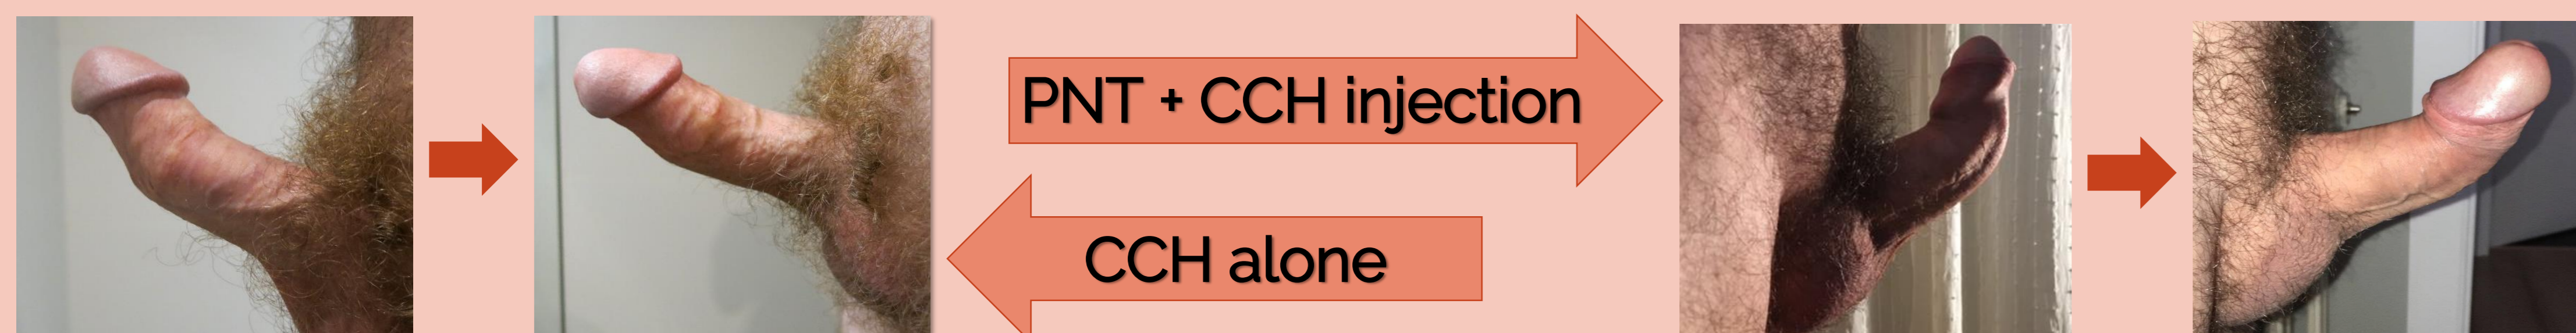 PNT + CCH injection
CCH alone